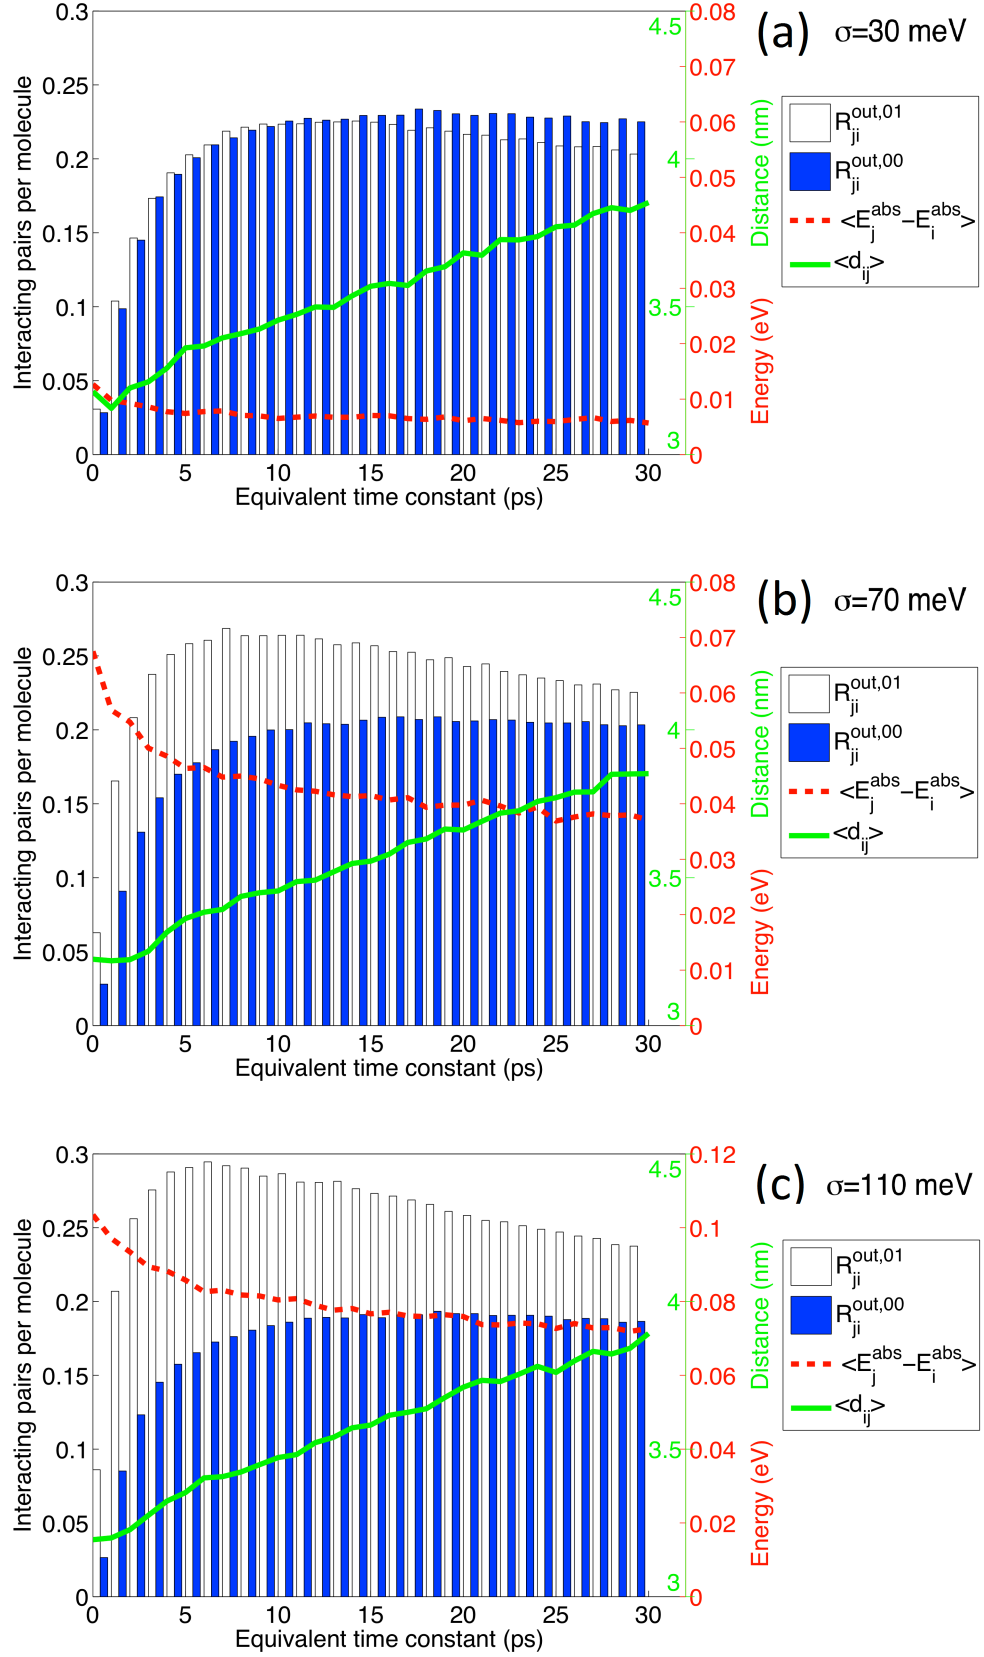 (a) σ=30 meV
0.3
0.25
0.2
0.15
0.1
0.05
0
Interacting pairs per molecule
0 5 10 15 20 25 30
Equivalent time constant (ps)
4.5
4
3.5
3
Distance (nm)
0.08
0.07
0.06
0.05
0.04
0.03
0.02
0.01
0
Energy (eV)
R_ji^out,01
R_ji^out,00
<E_j^abs−E_i^abs>
<d_ij>
(b) σ=70 meV
0.3
0.25
0.2
0.15
0.1
0.05
0
Interacting pairs per molecule
0 5 10 15 20 25 30
Equivalent time constant (ps)
4.5
4
3.5
3
Distance (nm)
0.08
0.07
0.06
0.05
0.04
0.03
0.02
0.01
0
Energy (eV)
R_ji^out,01
R_ji^out,00
<E_j^abs−E_i^abs>
<d_ij>
(c) σ=110 meV
0.3
0.25
0.2
0.15
0.1
0.05
0
Interacting pairs per molecule
0 5 10 15 20 25 30
Equivalent time constant (ps)
4.5
4
3.5
3
Distance (nm)
0.12
0.1
0.08
0.06
0.04
0.02
0
Energy (eV)
R_ji^out,01
R_ji^out,00
<E_j^abs−E_i^abs>
<d_ij>